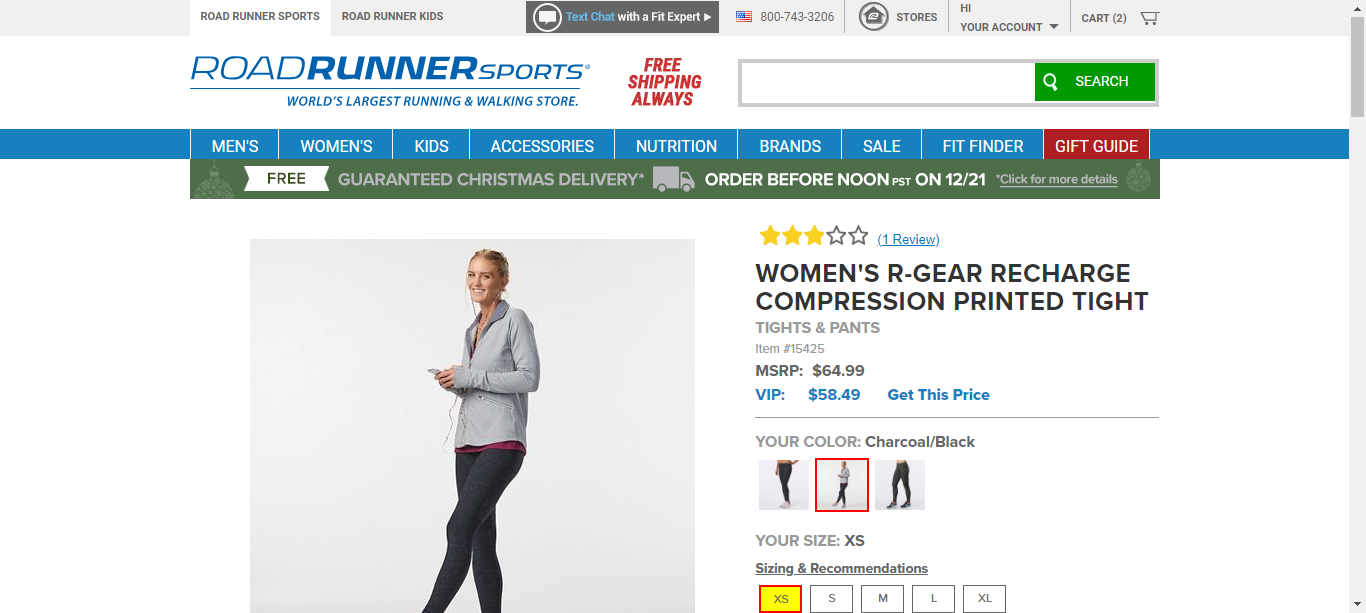 ROAD RUNNER SPORTS
ROAD RUNNER KIDS
Text Chat with a Fit Expert
800-743-3206
STORES
HI
YOUR ACCOUNT
CART (2)
ROADRUNNERSPORTS®
WORLD'S LARGEST RUNNING & WALKING STORE.
FREE
SHIPPING
ALWAYS
SEARCH
MEN'S
WOMEN'S
KIDS
ACCESSORIES
NUTRITION
BRANDS
SALE
FIT FINDER
GIFT GUIDE
FREE GUARANTEED CHRISTMAS DELIVERY* ORDER BEFORE NOON PST ON 12/21 *Click for more details
(1 Review)
WOMEN'S R-GEAR RECHARGE
COMPRESSION PRINTED TIGHT
TIGHTS & PANTS
Item #15425
MSRP: $64.99
VIP: $58.49 Get This Price
YOUR COLOR: Charcoal/Black
YOUR SIZE: XS
Sizing & Recommendations
XS
S
M
L
XL